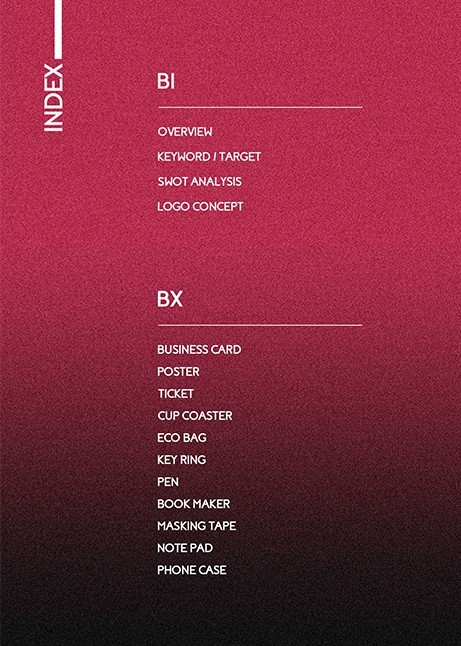 INDEX
BI
OVERVIEW
KEYWORD / TARGET
SWOT ANALYSIS
LOGO CONCEPT
BX
BUSINESS CARD
POSTER
TICKET
CUP COASTER
ECO BAG
KEY RING
PEN
BOOK MAKER
MASKING TAPE
NOTE PAD
PHONE CASE